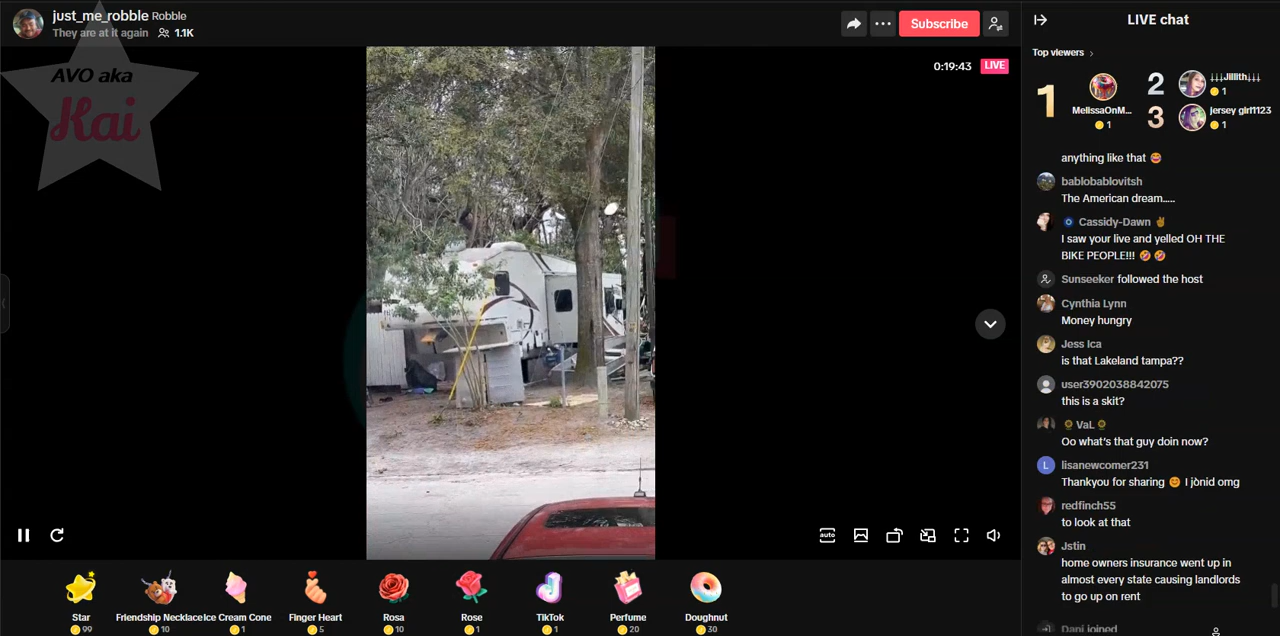 just_me_robble Robble
They are at it again 1.1K
Subscribe
AVO aka
Kai
0:19:43 LIVE
auto
Star
99
Friendship Necklace
10
Ice Cream Cone
1
Finger Heart
5
Rosa
10
Rose
1
TikTok
1
Perfume
20
Doughnut
30
LIVE chat
Top viewers
1
MelissaOnM...
1
2
↓↓↓Jillith↓↓↓
1
3
jersey girl1123
1
anything like that
bablobablovitsh
The American dream.....
Cassidy-Dawn
I saw your live and yelled OH THE
BIKE PEOPLE!!!
Sunseeker followed the host
Cynthia Lynn
Money hungry
Jess Ica
is that Lakeland tampa??
user3902038842075
this is a skit?
VaL
Oo what's that guy doin now?
L
lisanewcomer231
Thankyou for sharing I jònid omg
redfinch55
to look at that
Jstin
home owners insurance went up in
almost every state causing landlords
to go up on rent
Dani joined